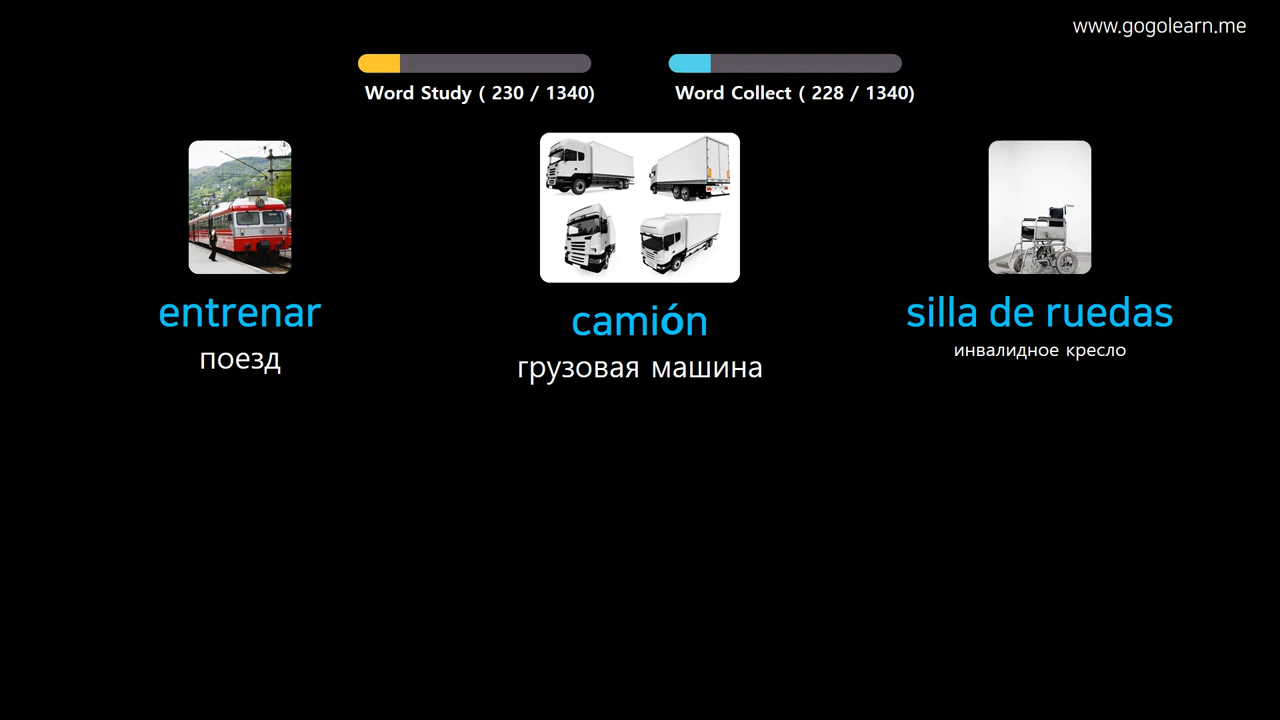 www.gogolearn.me
Word Study ( 230 / 1340)
Word Collect ( 228 / 1340)
entrenar
поезд
camión
грузовая машина
silla de ruedas
инвалидное кресло